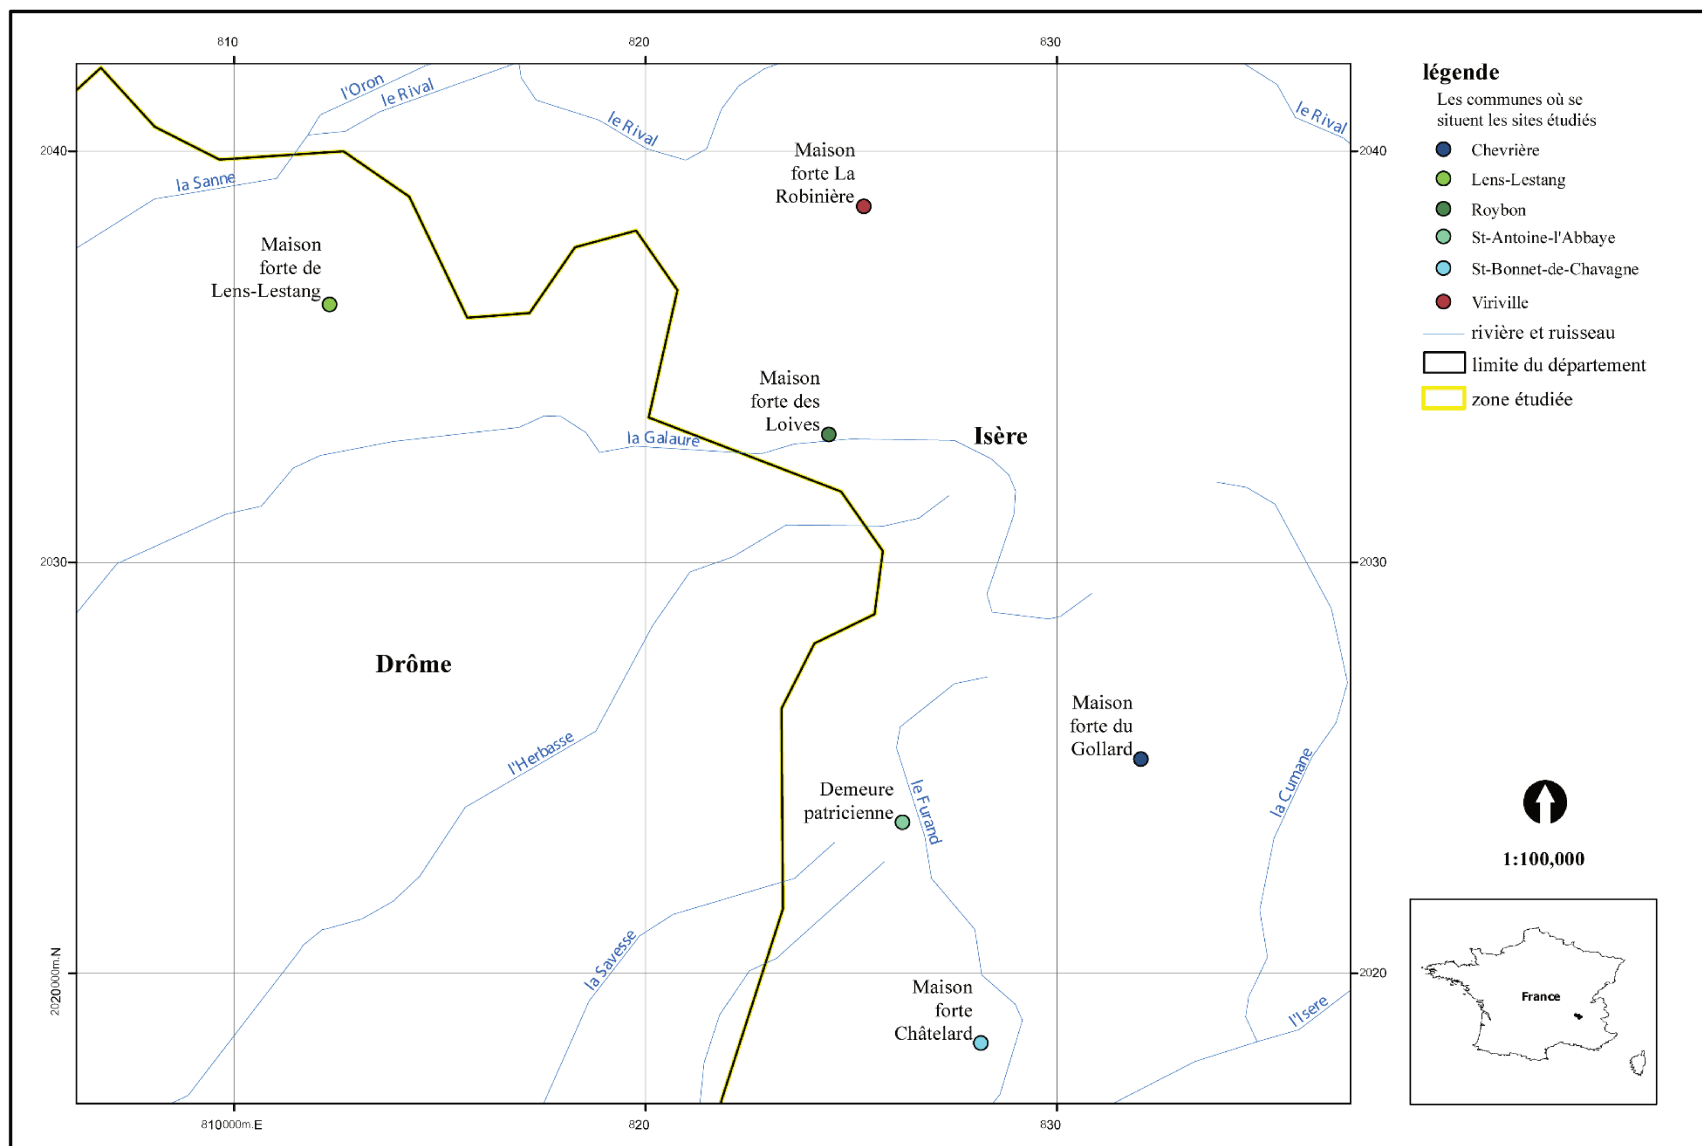 810
820
830
légende
Les communes où se
situent les sites étudiés
Chevrière
Lens-Lestang
Roybon
St-Antoine-l'Abbaye
St-Bonnet-de-Chavagne
Viriville
rivière et ruisseau
limite du département
zone étudiée
l'Oron
le Rival
le Rival
le Rival
2040
2040
Maison
forte La
Robinière
la Sanne
Maison
forte de
Lens-Lestang
Maison
forte des
Loives
la Galaure
Isère
2030
2030
Drôme
Maison
forte du
Gollard
l'Herbasse
Demeure
patricienne
le Furand
la Cumane
1:100,000
la Savesse
2020000m.N
2020
Maison
forte
Châtelard
l'Isere
France
810000m.E
820
830